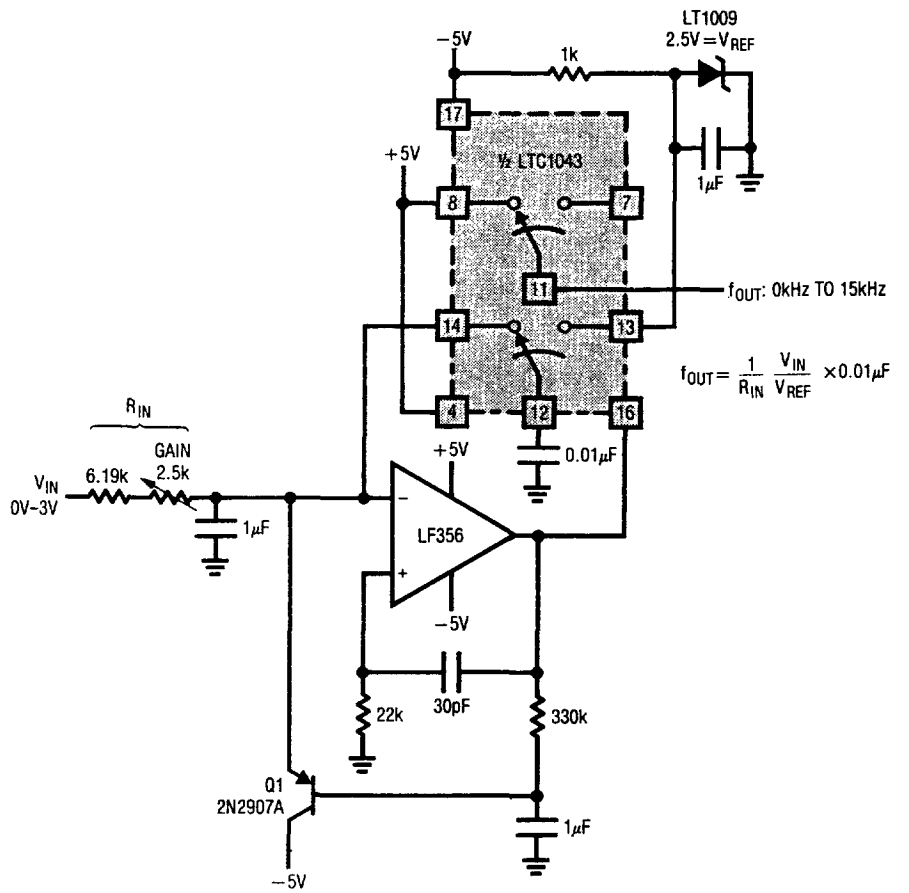 LT1009
2.5V=VREF
−5V
1k
17
½ LTC1043
+5V
1µF
8
7
11
fOUT: 0kHz TO 15kHz
14
13
fOUT = 1/RIN VIN/VREF ×0.01µF
4
12
16
RIN
GAIN
6.19k
2.5k
+5V
0.01µF
VIN
0V–3V
1µF
−
LF356
+
−5V
30pF
22k
330k
Q1
2N2907A
1µF
−5V